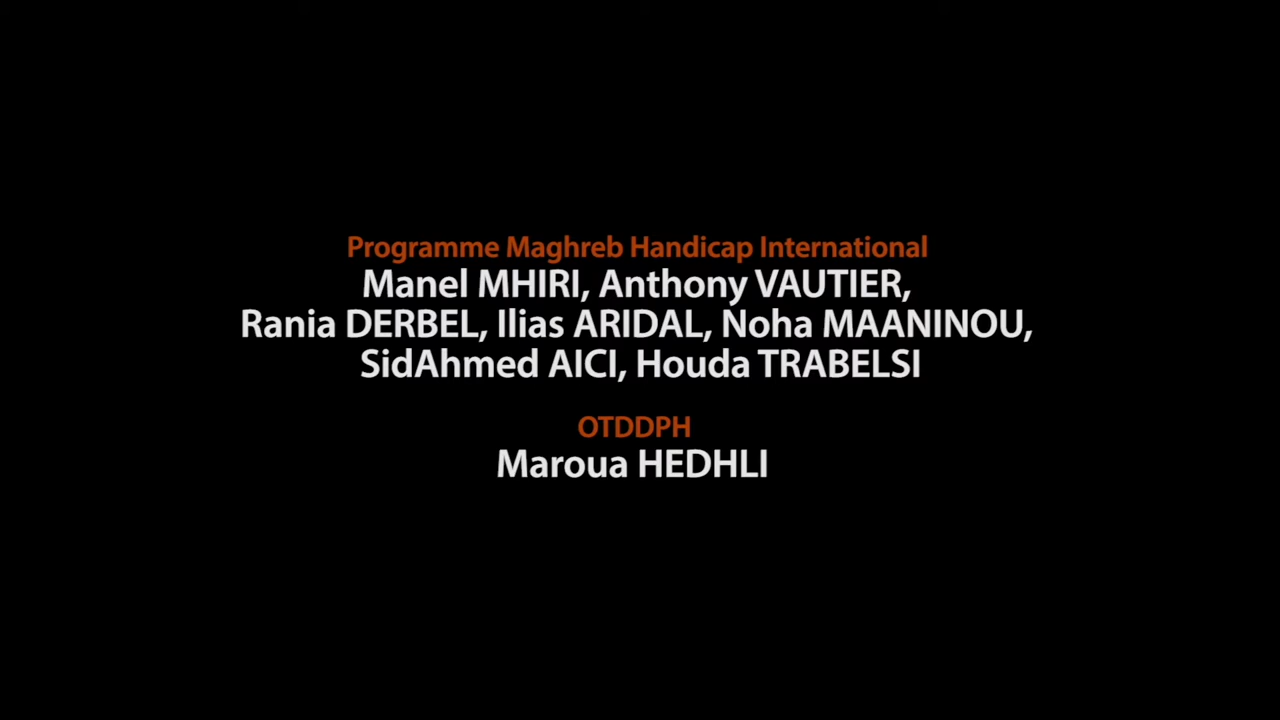 Programme Maghreb Handicap International
Manel MHIRI, Anthony VAUTIER,
Rania DERBEL, Ilias ARIDAL, Noha MAANINOU,
SidAhmed AICI, Houda TRABELSI
OTDDPH
Maroua HEDHLI